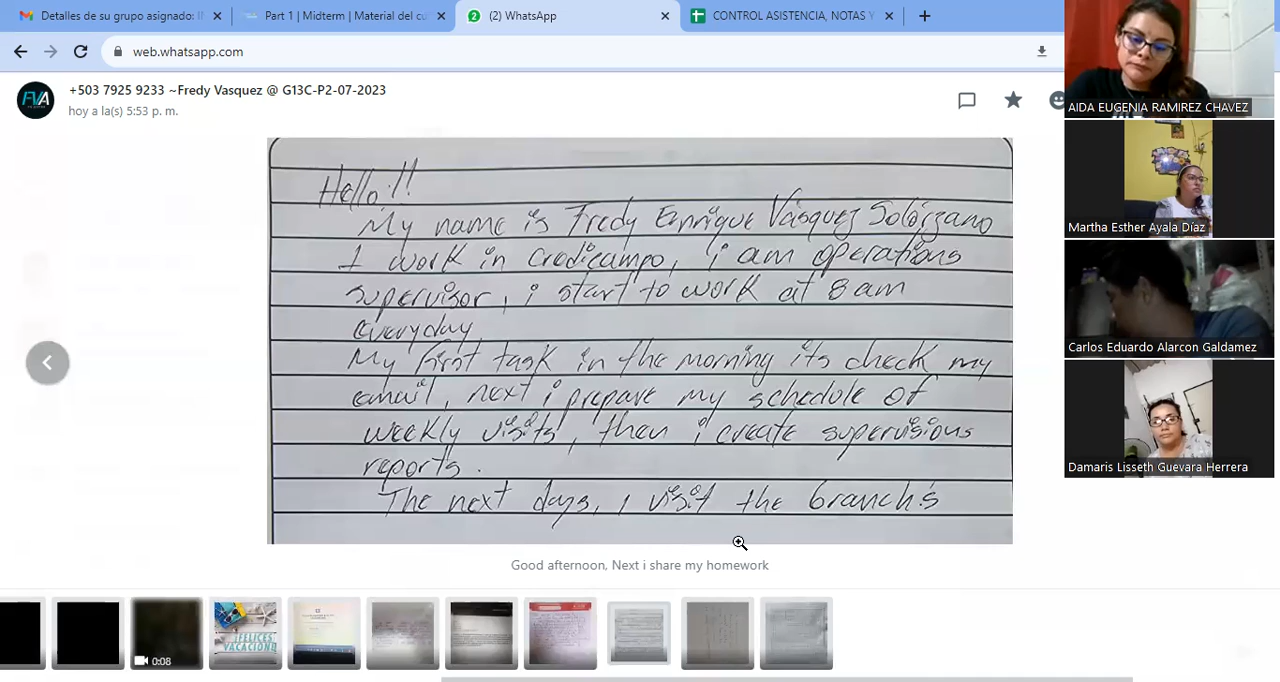 Detalles de su grupo asignado: I
Part 1 | Midterm | Material del cu
(2) WhatsApp
CONTROL ASISTENCIA, NOTAS Y
web.whatsapp.com
FVA
+503 7925 9233 ~Fredy Vasquez @ G13C-P2-07-2023
hoy a la(s) 5:53 p. m.
Hello!!
My name is Fredy Enrique Vásquez Solórzano
I work in credicampo, i am operations
supervisor, i start to work at 8 am
everyday
My first task in the morning its check my
email, next i prepare my schedule of
weekly visits, then i create supervisions
reports.
The next days, i visit the branch's
Good afternoon, Next i share my homework
¡FELICES
VACACION
0:08
AIDA EUGENIA RAMIREZ CHAVEZ
Martha Esther Ayala Díaz
Carlos Eduardo Alarcon Galdamez
Damaris Lisseth Guevara Herrera